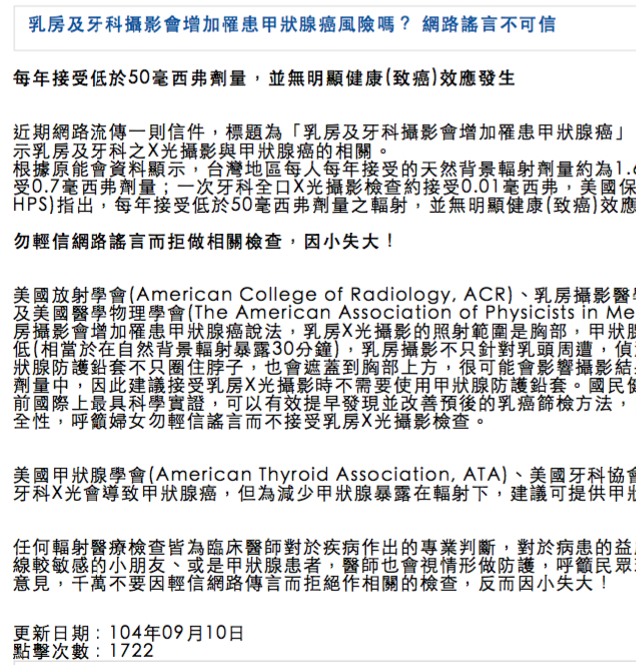 乳房及牙科攝影會增加罹患甲狀腺癌風險嗎？ 網路謠言不可信
每年接受低於50毫西弗劑量，並無明顯健康(致癌)效應發生
近期網路流傳一則信件，標題為「乳房及牙科攝影會增加罹患甲狀腺癌」
示乳房及牙科之X光攝影與甲狀腺癌的相關。
根據原能會資料顯示，台灣地區每人每年接受的天然背景輻射劑量約為1.6
受0.7毫西弗劑量；一次牙科全口X光攝影檢查約接受0.01毫西弗，美國保
HPS)指出，每年接受低於50毫西弗劑量之輻射，並無明顯健康(致癌)效應
勿輕信網路謠言而拒做相關檢查，因小失大！
美國放射學會(American College of Radiology, ACR)、乳房攝影醫學
及美國醫學物理學會(The American Association of Physicists in Me
房攝影會增加罹患甲狀腺癌說法，乳房X光攝影的照射範圍是胸部，甲狀腺
低(相當於在自然背景輻射暴露30分鐘)，乳房攝影不只針對乳頭周遭，偵
狀腺防護鉛套不只圈住脖子，也會遮蓋到胸部上方，很可能會影響攝影結
劑量中，因此建議接受乳房X光攝影時不需要使用甲狀腺防護鉛套。國民健
前國際上最具科學實證，可以有效提早發現並改善預後的乳癌篩檢方法，
全性，呼籲婦女勿輕信謠言而不接受乳房X光攝影檢查。
美國甲狀腺學會(American Thyroid Association, ATA)、美國牙科協會
牙科X光會導致甲狀腺癌，但為減少甲狀腺暴露在輻射下，建議可提供甲狀
任何輻射醫療檢查皆為臨床醫師對於疾病作出的專業判斷，對於病患的益
線較敏感的小朋友、或是甲狀腺患者，醫師也會視情形做防護，呼籲民眾
意見，千萬不要因輕信網路傳言而拒絕作相關的檢查，反而因小失大！
更新日期：104年09月10日
點擊次數：1722